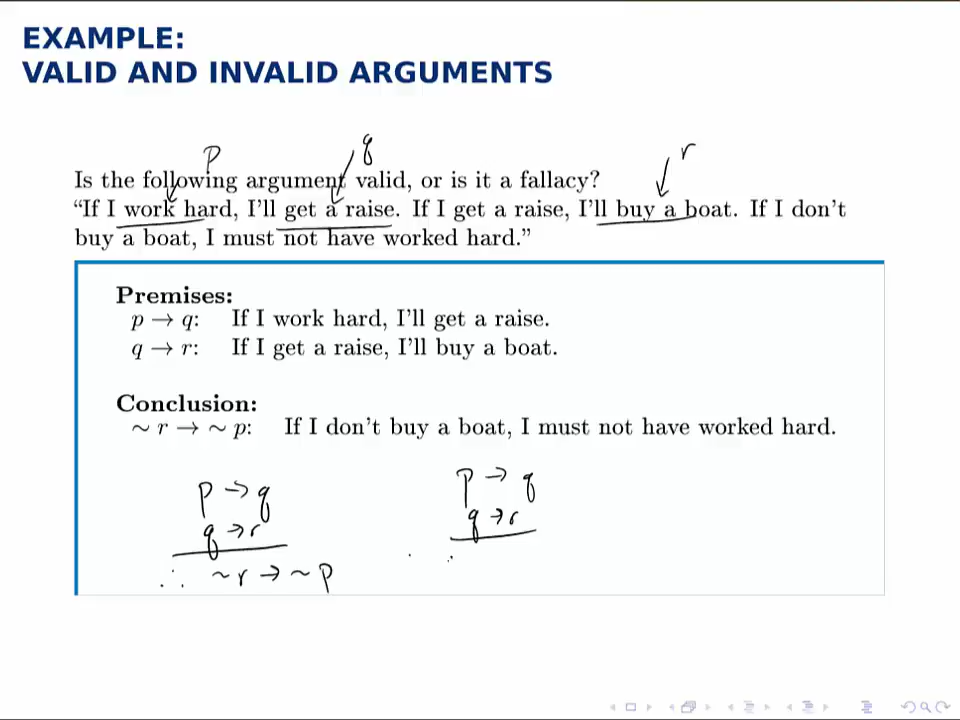 EXAMPLE:
VALID AND INVALID ARGUMENTS
p q r
Is the following argument valid, or is it a fallacy?
“If I work hard, I’ll get a raise. If I get a raise, I’ll buy a boat. If I don’t
buy a boat, I must not have worked hard.”
Premises:
p → q: If I work hard, I’ll get a raise.
q → r: If I get a raise, I’ll buy a boat.
Conclusion:
∼ r → ∼ p: If I don’t buy a boat, I must not have worked hard.
p → q
q → r
∴ ~r → ~p
p → q
q → r
∴